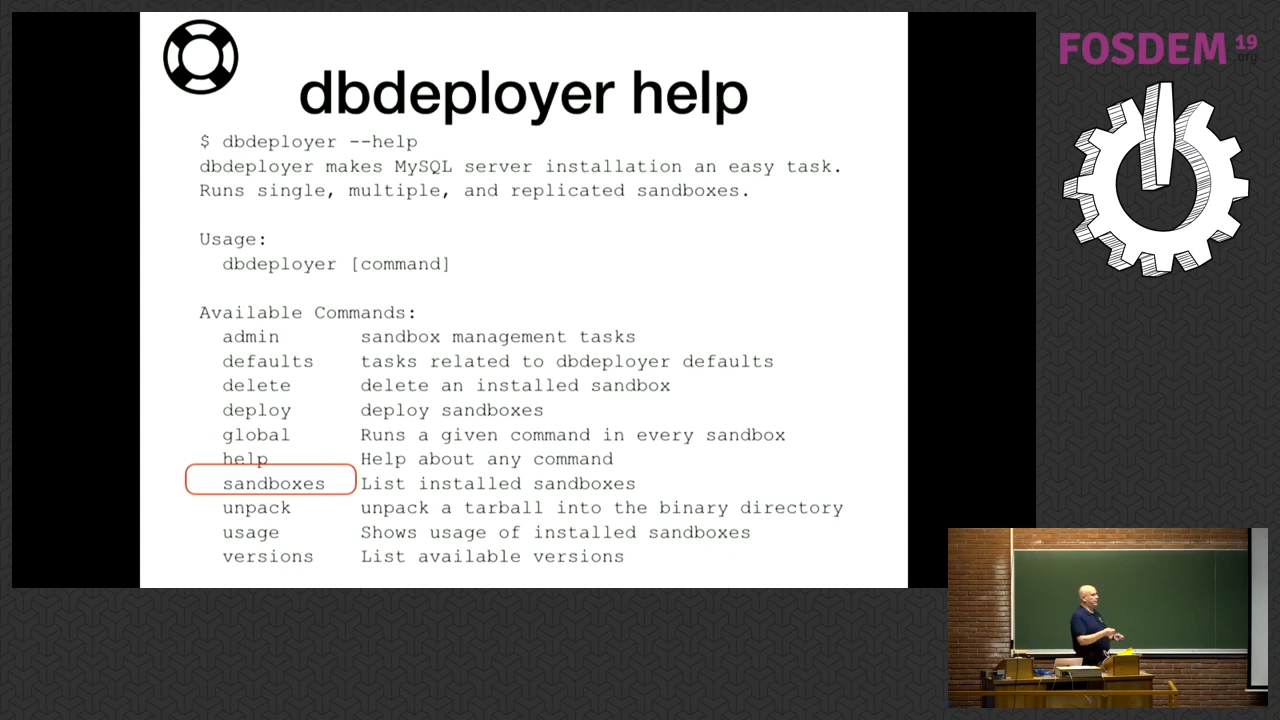 dbdeployer help
$ dbdeployer --help
dbdeployer makes MySQL server installation an easy task.
Runs single, multiple, and replicated sandboxes.
Usage:
dbdeployer [command]
Available Commands:
admin sandbox management tasks
defaults tasks related to dbdeployer defaults
delete delete an installed sandbox
deploy deploy sandboxes
global Runs a given command in every sandbox
help Help about any command
sandboxes List installed sandboxes
unpack unpack a tarball into the binary directory
usage Shows usage of installed sandboxes
versions List available versions
FOSDEM 19
.org